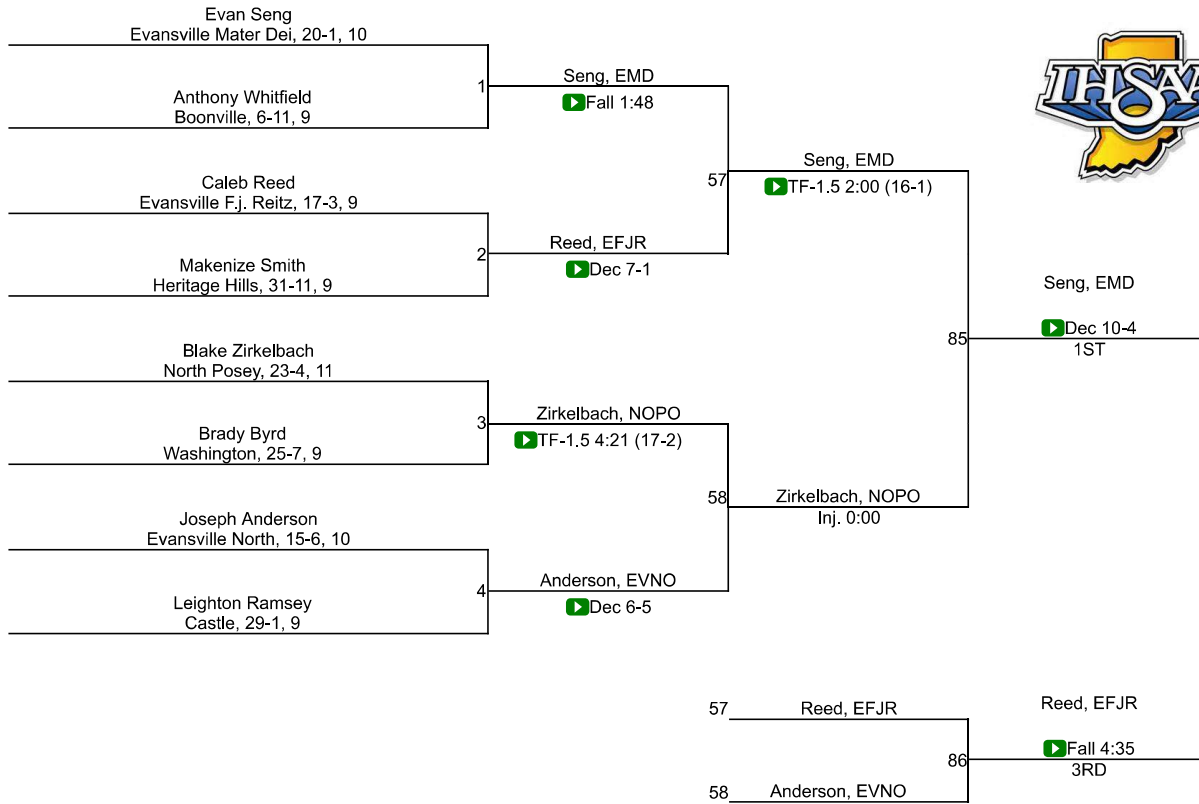 Evan Seng
Evansville Mater Dei, 20-1, 10
1
Seng, EMD
Fall 1:48
Anthony Whitfield
Boonville, 6-11, 9
57
Seng, EMD
TF-1.5 2:00 (16-1)
Caleb Reed
Evansville F.j. Reitz, 17-3, 9
2
Reed, EFJR
Dec 7-1
Makenize Smith
Heritage Hills, 31-11, 9
85
Seng, EMD
Dec 10-4
1ST
Blake Zirkelbach
North Posey, 23-4, 11
3
Zirkelbach, NOPO
TF-1.5 4:21 (17-2)
Brady Byrd
Washington, 25-7, 9
58
Zirkelbach, NOPO
Inj. 0:00
Joseph Anderson
Evansville North, 15-6, 10
4
Anderson, EVNO
Dec 6-5
Leighton Ramsey
Castle, 29-1, 9
57
Reed, EFJR
86
Reed, EFJR
Fall 4:35
3RD
58
Anderson, EVNO
IHSAA